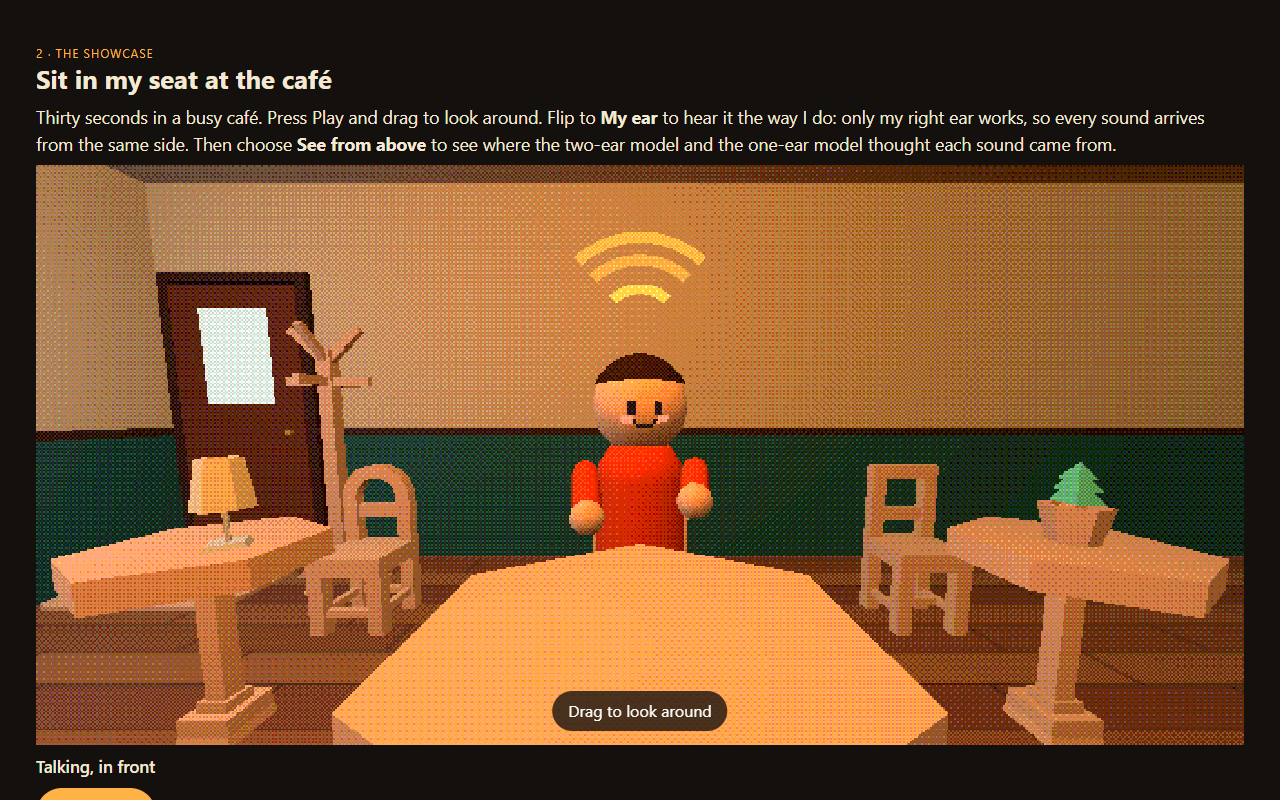 2 · THE SHOWCASE
Sit in my seat at the café
Thirty seconds in a busy café. Press Play and drag to look around. Flip to My ear to hear it the way I do: only my right ear works, so every sound arrives
from the same side. Then choose See from above to see where the two-ear model and the one-ear model thought each sound came from.
Drag to look around
Talking, in front